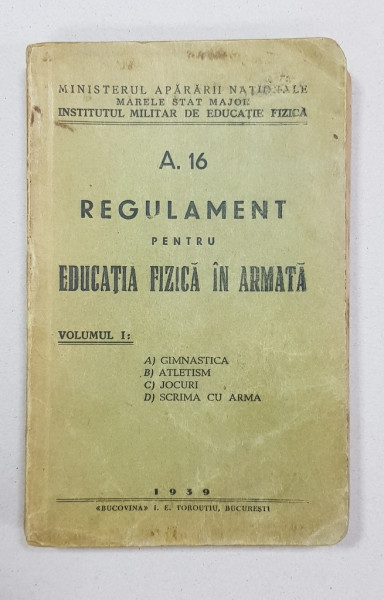 MINISTERUL APĂRĂRII NAȚIONALE
MARELE STAT MAJOR
INSTITUTUL MILITAR DE EDUCAȚIE FIZICĂ
A. 16
REGULAMENT
PENTRU
EDUCAȚIA FIZICĂ ÎN ARMATĂ
VOLUMUL I:
A) GIMNASTICA
B) ATLETISM
C) JOCURI
D) SCRIMA CU ARMA
1939
«BUCOVINA» I. E. TOROUȚIU, BUCUREȘTI